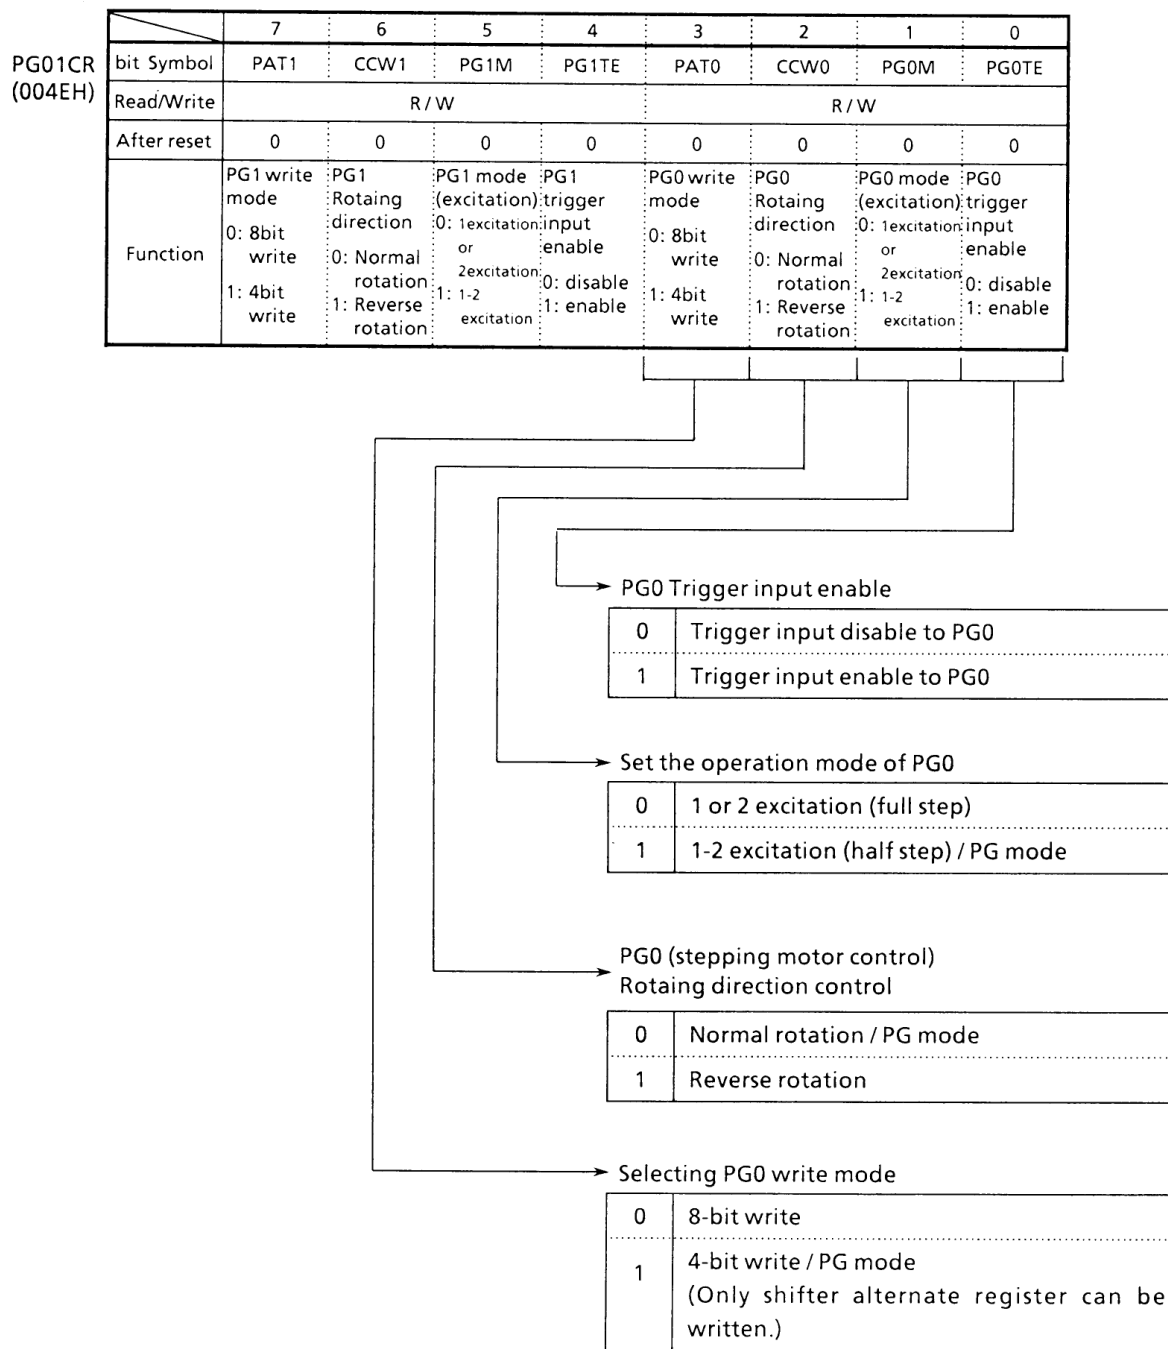 7 6 5 4 3 2 1 0
PG01CR
(004EH)
bit Symbol PAT1 CCW1 PG1M PG1TE PAT0 CCW0 PG0M PG0TE
Read/Write R / W R / W
After reset 0 0 0 0 0 0 0 0
Function
PG1 write
mode
0: 8bit
write
1: 4bit
write
PG1
Rotaing
direction
0: Normal
rotation
1: Reverse
rotation
PG1 mode
(excitation)
0: 1excitation
or
2excitation
1: 1-2
excitation
PG1
trigger
input
enable
0: disable
1: enable
PG0 write
mode
0: 8bit
write
1: 4bit
write
PG0
Rotaing
direction
0: Normal
rotation
1: Reverse
rotation
PG0 mode
(excitation)
0: 1excitation
or
2excitation
1: 1-2
excitation
PG0
trigger
input
enable
0: disable
1: enable
PG0 Trigger input enable
0 Trigger input disable to PG0
1 Trigger input enable to PG0
Set the operation mode of PG0
0 1 or 2 excitation (full step)
1 1-2 excitation (half step) / PG mode
PG0 (stepping motor control)
Rotaing direction control
0 Normal rotation / PG mode
1 Reverse rotation
Selecting PG0 write mode
0 8-bit write
1 4-bit write / PG mode
(Only shifter alternate register can be
written.)